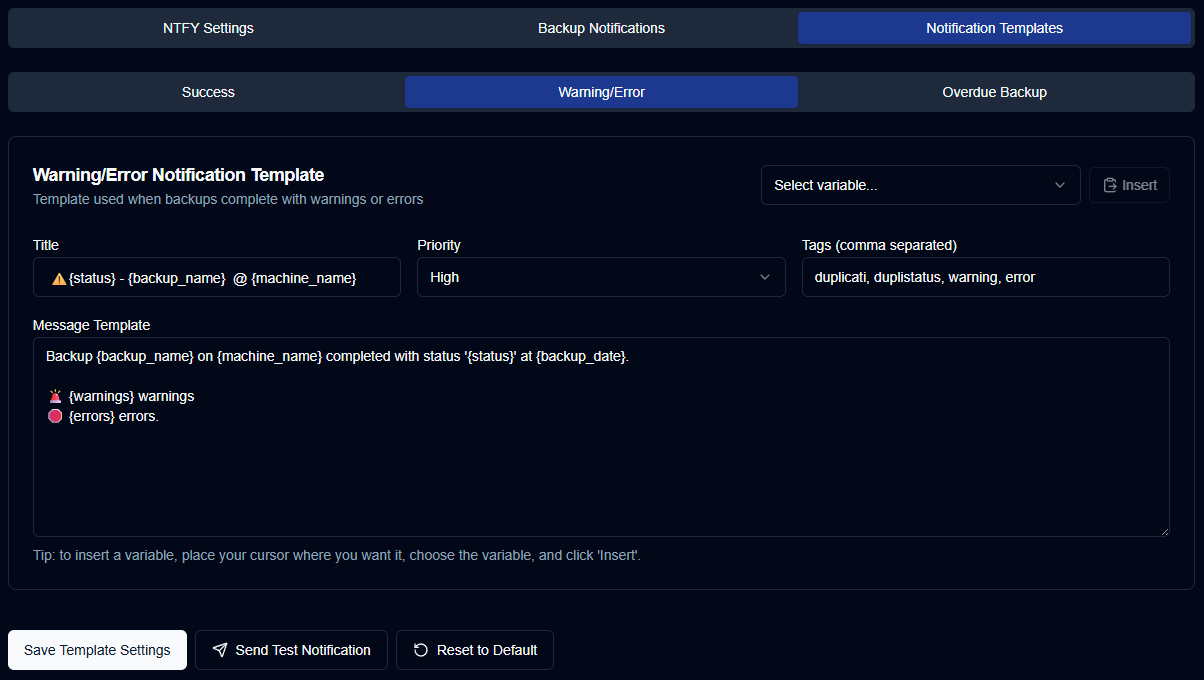 NTFY Settings
Backup Notifications
Notification Templates
Success
Warning/Error
Overdue Backup
Warning/Error Notification Template
Template used when backups complete with warnings or errors
Select variable...
Insert
Title
Priority
Tags (comma separated)
⚠️{status} - {backup_name}  @ {machine_name}
High
duplicati, duplistatus, warning, error
Message Template
Backup {backup_name} on {machine_name} completed with status '{status}' at {backup_date}.
🚨 {warnings} warnings
🛑 {errors} errors.
Tip: to insert a variable, place your cursor where you want it, choose the variable, and click 'Insert'.
Save Template Settings
Send Test Notification
Reset to Default